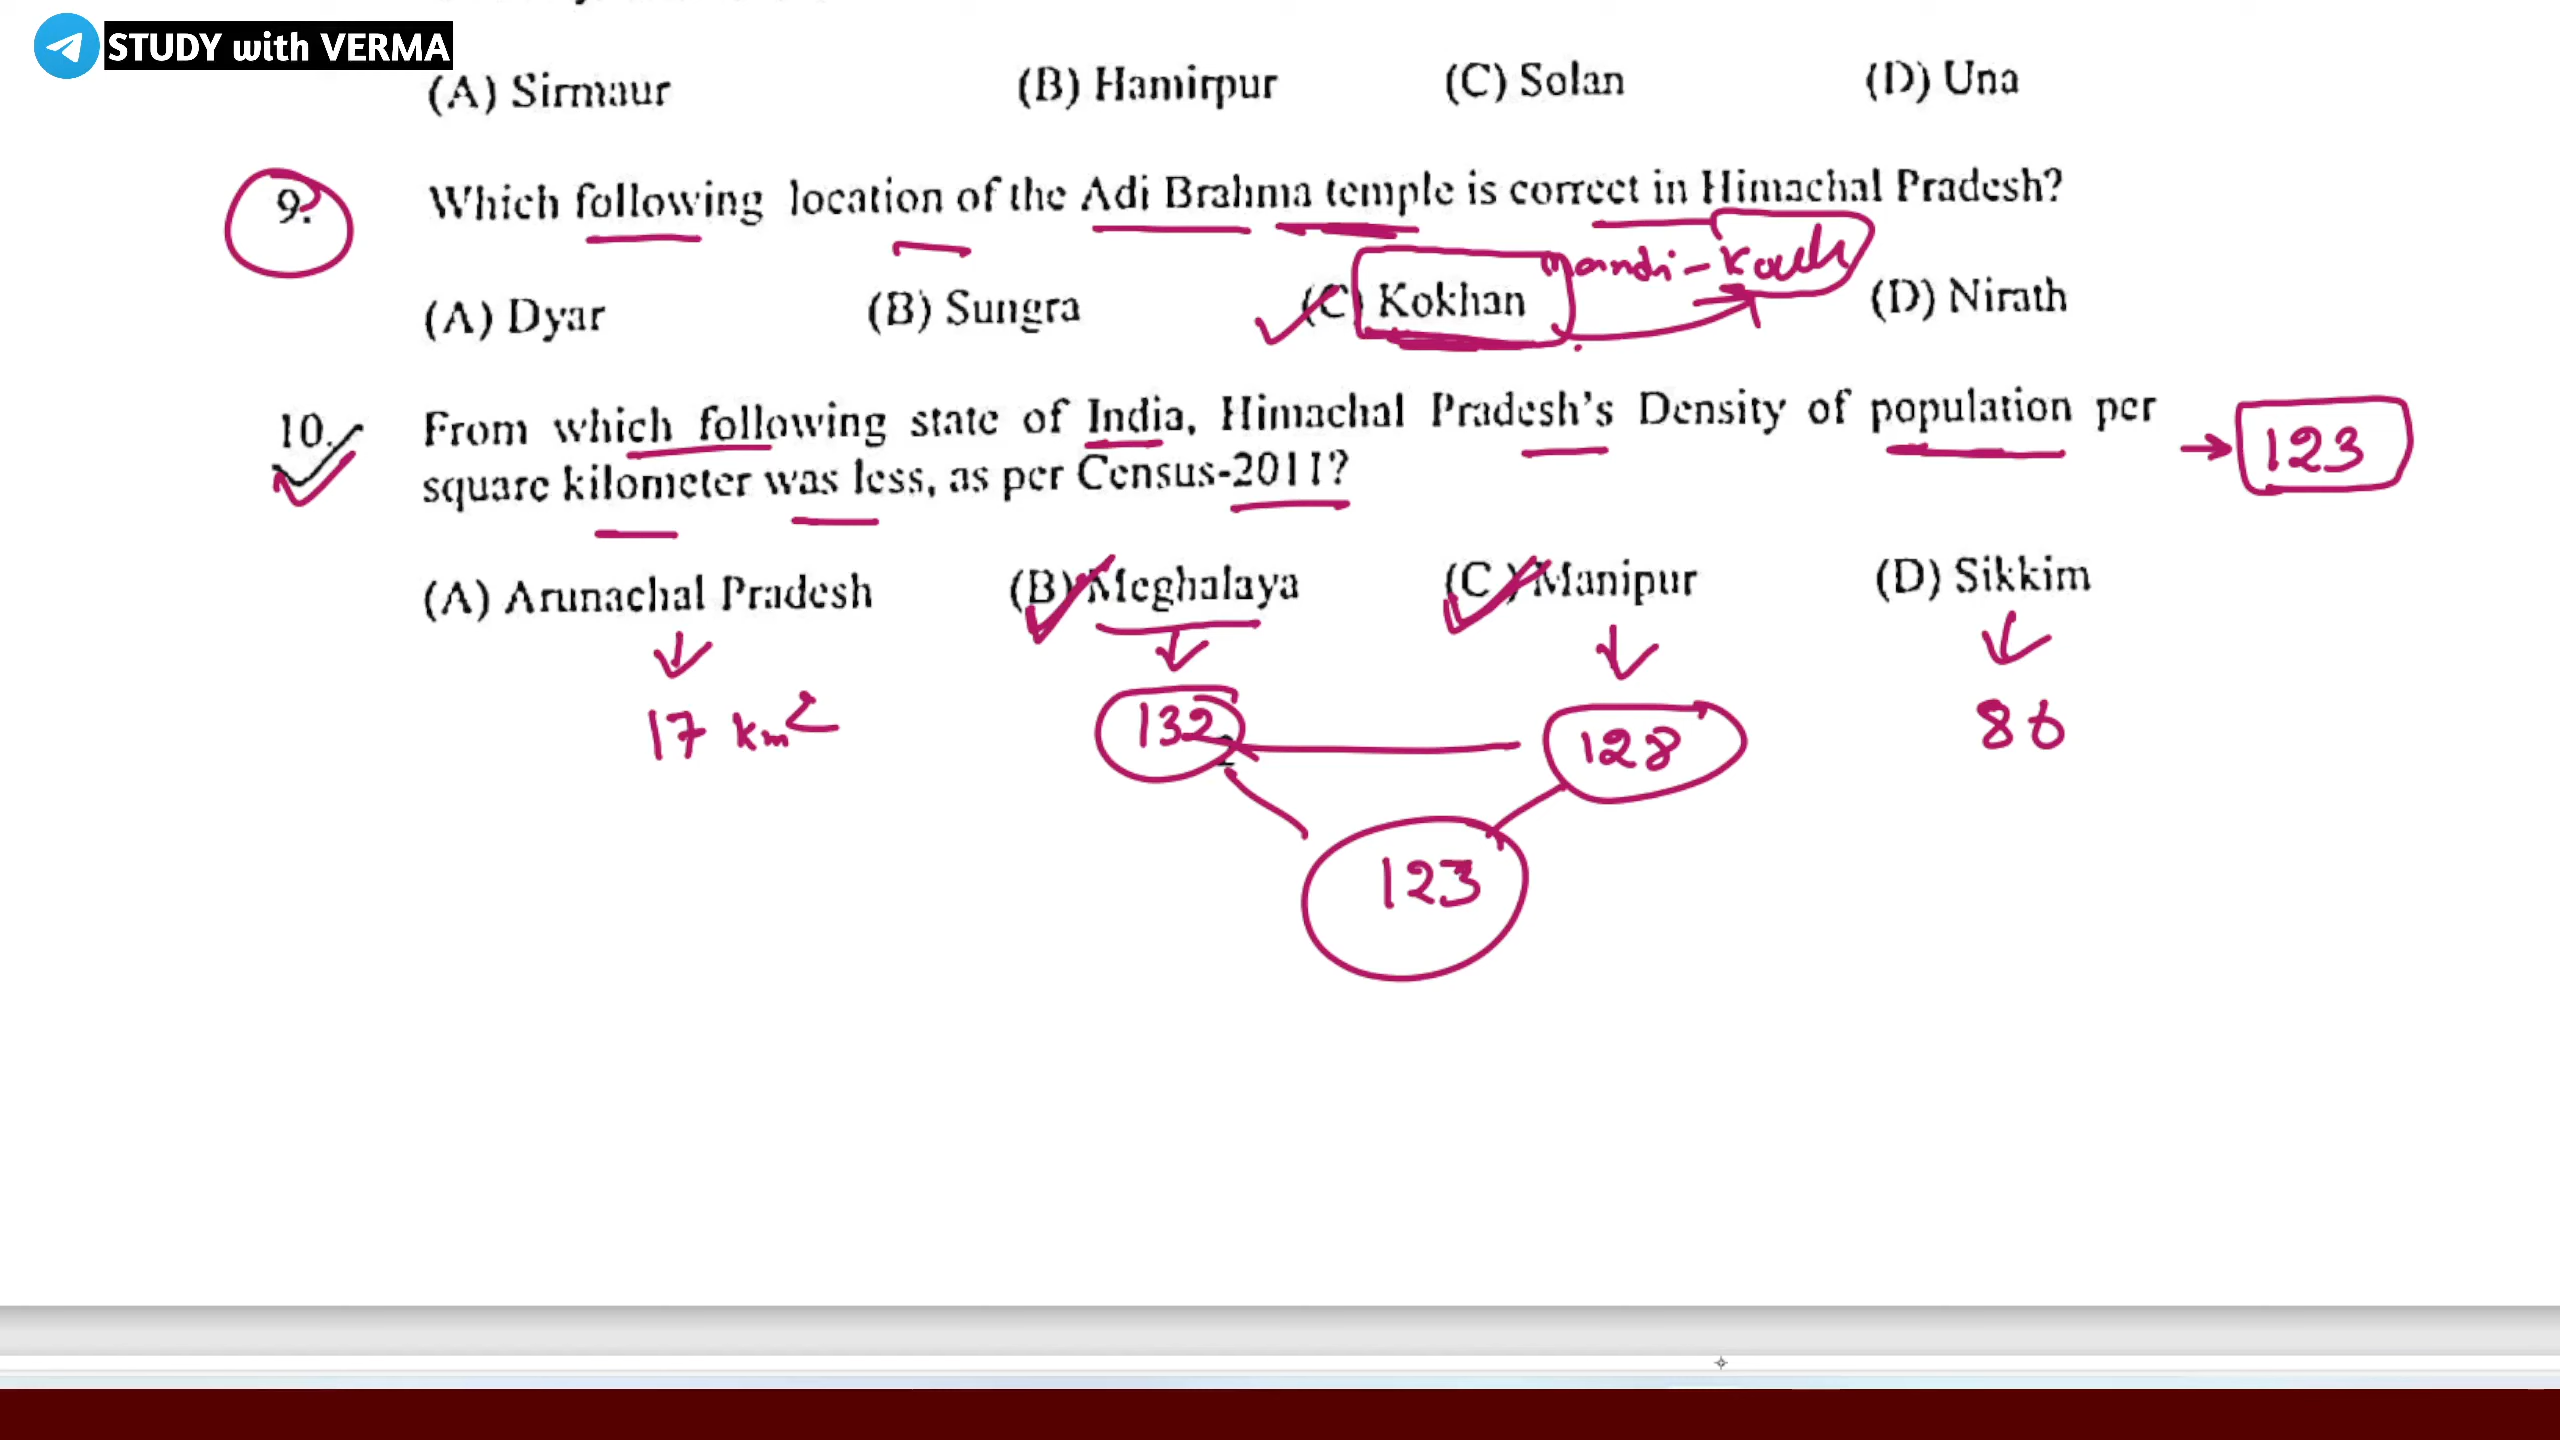 STUDY with VERMA
(A) Sirmaur (B) Hamirpur (C) Solan (D) Una
9. Which following location of the Adi Brahma temple is correct in Himachal Pradesh?
mandi -
(A) Dyar (B) Sungra (C) Kokhan (D) Nirath
10. From which following state of India, Himachal Pradesh's Density of population per → 123
square kilometer was less, as per Census-2011?
(A) Arunachal Pradesh (B) Meghalaya (C) Manipur (D) Sikkim
17 km² 132 128 86
123